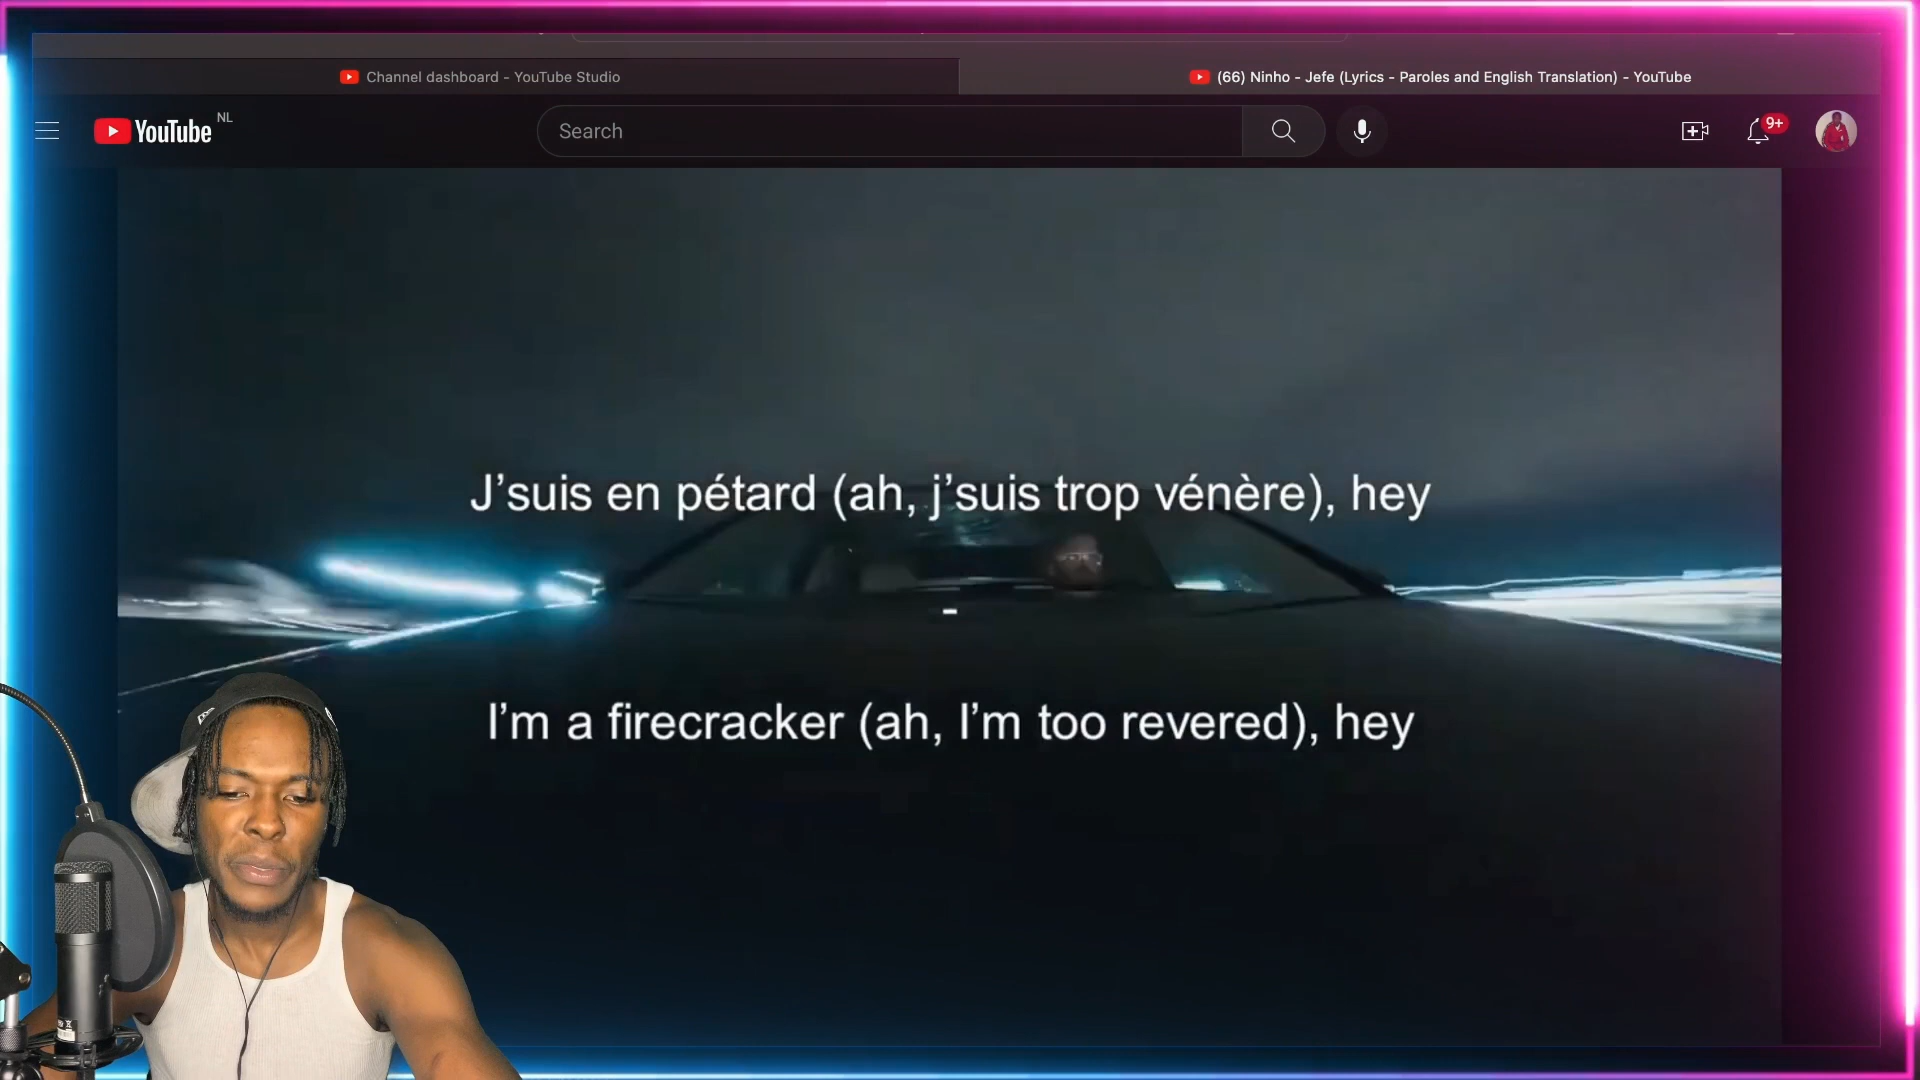 Channel dashboard - YouTube Studio
(66) Ninho - Jefe (Lyrics - Paroles and English Translation) - YouTube
YouTube NL
Search
9+
J’suis en pétard (ah, j’suis trop vénère), hey
I’m a firecracker (ah, I’m too revered), hey